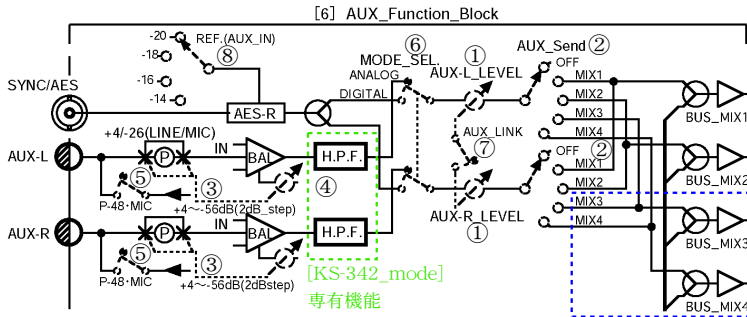 [6] AUX_Function_Block
-20
REF.(AUX_IN)
⑧
-18
-16
-14
⑥
MODE_SEL.
ANALOG
DIGITAL
①
AUX-L_LEVEL
AUX_Send ②
OFF
MIX1
MIX2
MIX3
MIX4
BUS_MIX1
SYNC/AES
AES-R
+4/-26(LINE/MIC)
AUX-L
P
IN
BAL
H.P.F.
④
AUX_LINK
⑦
②
OFF
MIX1
MIX2
MIX3
MIX4
BUS_MIX2
⑤
P-48・MIC
③
+4～-56dB(2dB_step)
AUX-R
P
IN
BAL
H.P.F.
AUX-R_LEVEL
①
BUS_MIX3
⑤
P-48・MIC
③
+4～-56dB(2dBstep)
[KS-342_mode]
専有機能
BUS_MIX4